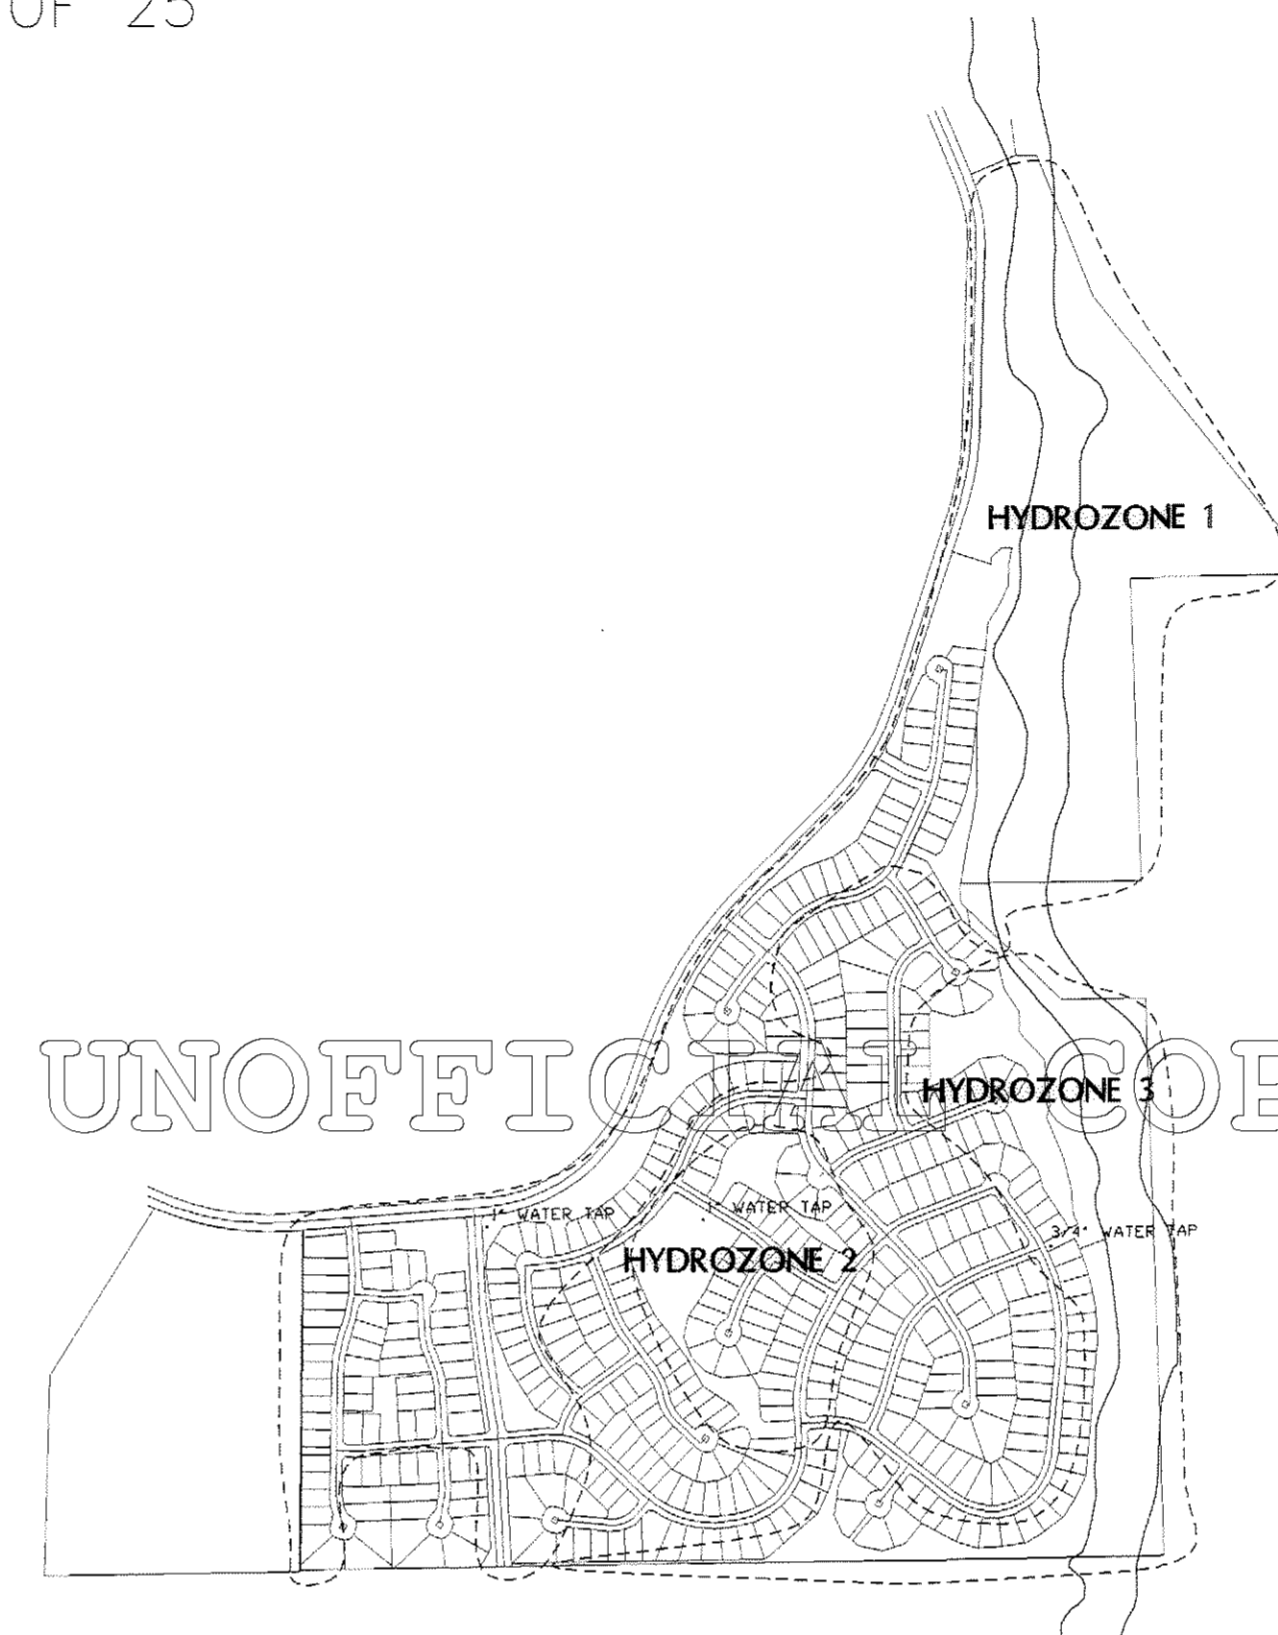 OF 25
HYDROZONE 1
UNOFFICIAL COP
HYDROZONE 3
1" WATER TAP
1" WATER TAP
3/4" WATER TAP
HYDROZONE 2